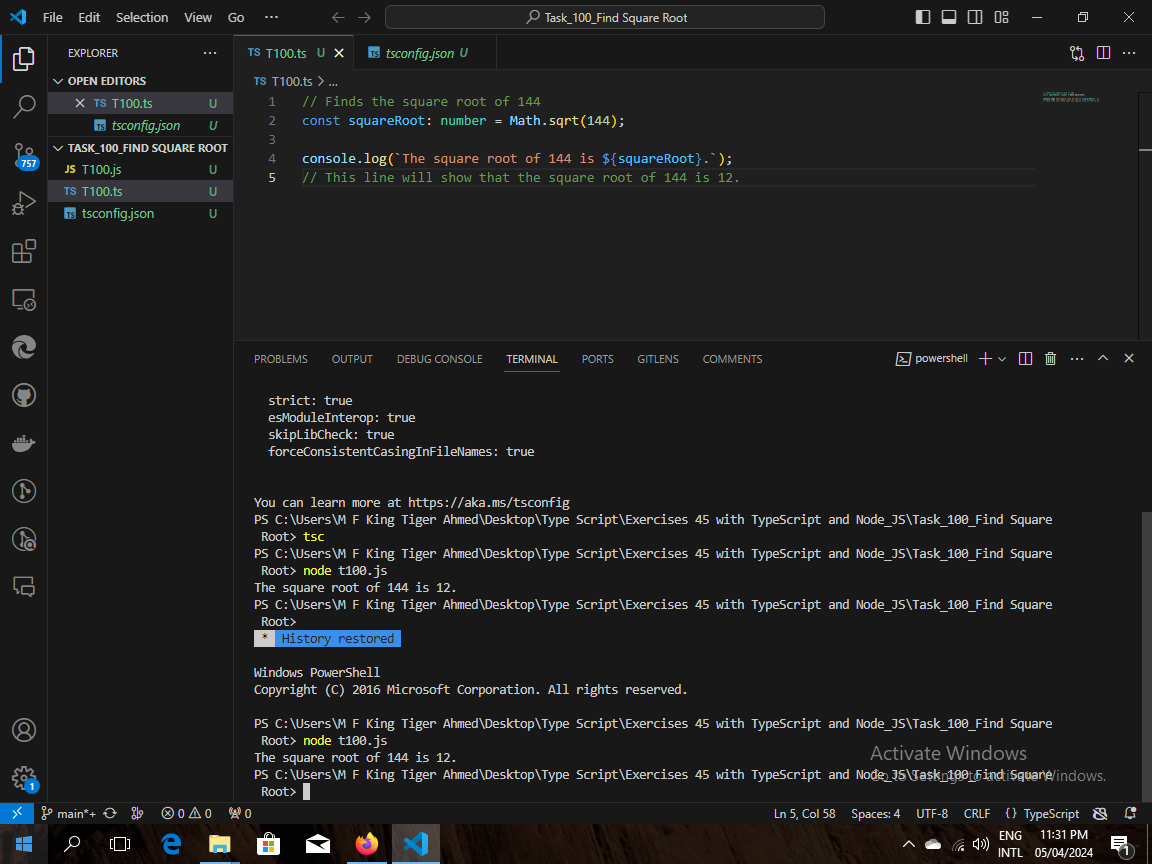 File Edit Selection View Go ···
Task_100_Find Square Root
EXPLORER
OPEN EDITORS
TS T100.ts U
tsconfig.json U
TASK_100_FIND SQUARE ROOT
JS T100.js U
TS T100.ts U
TS tsconfig.json U
757
1
TS T100.ts U
TS tsconfig.json U
TS T100.ts > ...
1 // Finds the square root of 144
2 const squareRoot: number = Math.sqrt(144);
3
4 console.log(`The square root of 144 is ${squareRoot}.`);
5 // This line will show that the square root of 144 is 12.
PROBLEMS OUTPUT DEBUG CONSOLE TERMINAL PORTS GITLENS COMMENTS
powershell
strict: true
esModuleInterop: true
skipLibCheck: true
forceConsistentCasingInFileNames: true
You can learn more at https://aka.ms/tsconfig
PS C:\Users\M F King Tiger Ahmed\Desktop\Type Script\Exercises 45 with TypeScript and Node_JS\Task_100_Find Square
Root> tsc
PS C:\Users\M F King Tiger Ahmed\Desktop\Type Script\Exercises 45 with TypeScript and Node_JS\Task_100_Find Square
Root> node t100.js
The square root of 144 is 12.
PS C:\Users\M F King Tiger Ahmed\Desktop\Type Script\Exercises 45 with TypeScript and Node_JS\Task_100_Find Square
Root>
* History restored
Windows PowerShell
Copyright (C) 2016 Microsoft Corporation. All rights reserved.
PS C:\Users\M F King Tiger Ahmed\Desktop\Type Script\Exercises 45 with TypeScript and Node_JS\Task_100_Find Square
Root> node t100.js
The square root of 144 is 12.
PS C:\Users\M F King Tiger Ahmed\Desktop\Type Script\Exercises 45 with TypeScript and Node_JS\Task_100_Find Square
Root>
Activate Windows
Go to Settings to activate Windows.
main*+ 0 0 0
Ln 5, Col 58 Spaces: 4 UTF-8 CRLF {} TypeScript
ENG
INTL
11:31 PM
05/04/2024
1